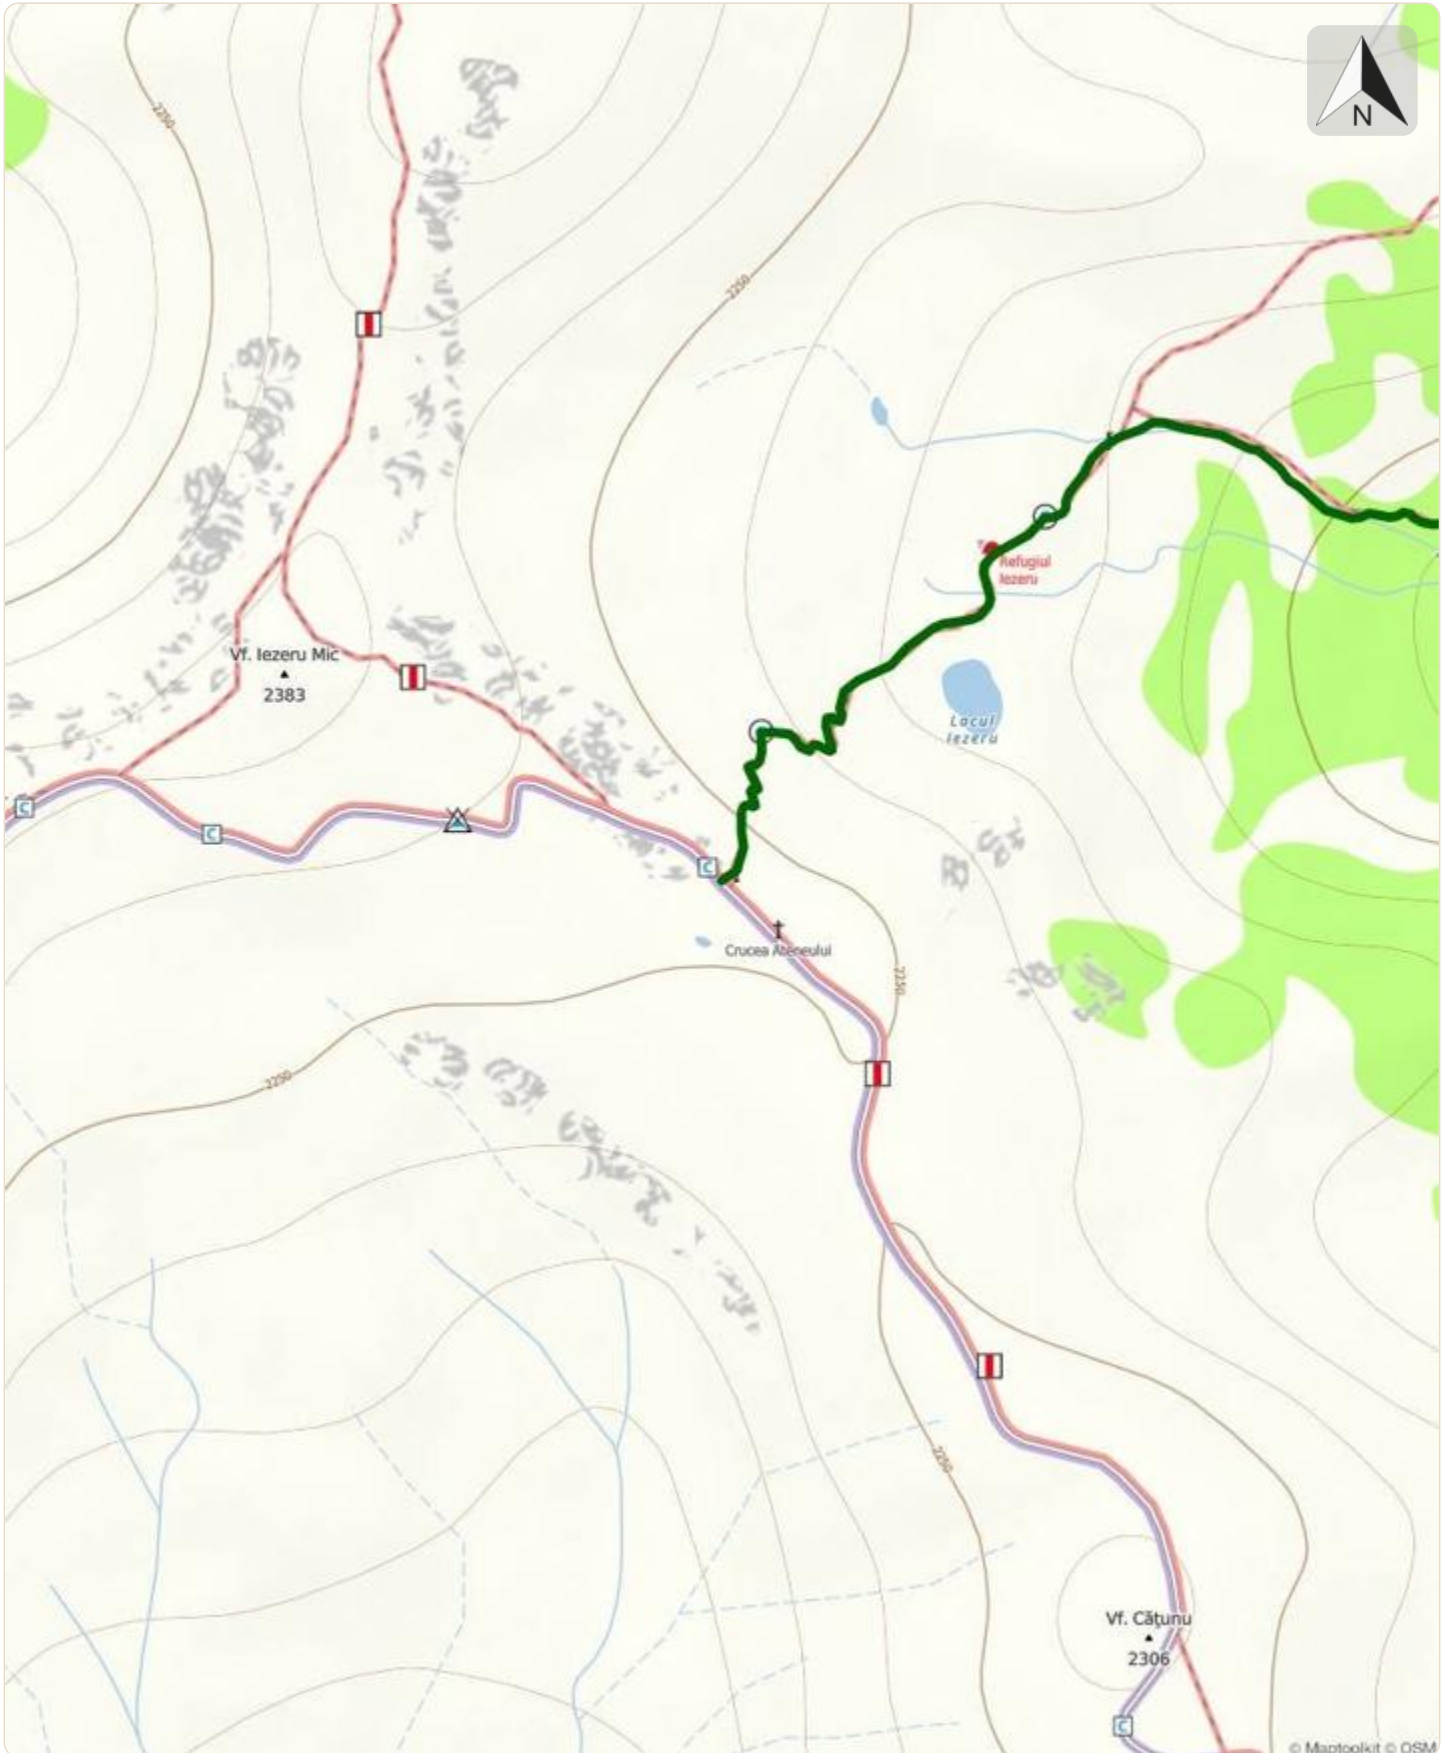 N
2250
2250
Refugiul
Iezeru
Vf. Iezeru Mic
2383
Lacul
Iezeru
C
C
C
Crucea Ateneului
2250
2250
2250
Vf. Cățunu
2306
C
© Maptoolkit © OSM